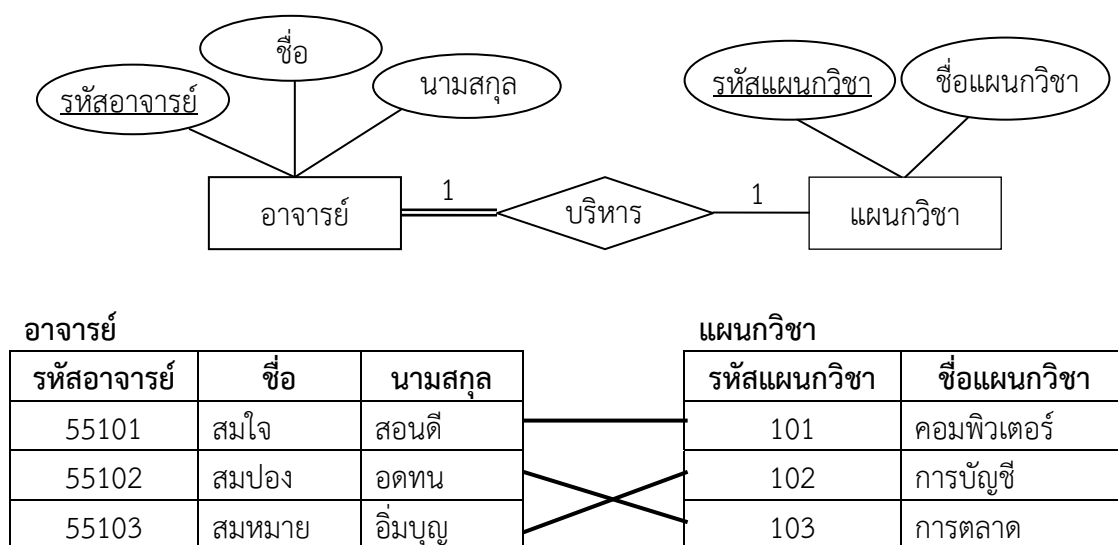 ชื่อ
รหัสอาจารย์
นามสกุล
รหัสแผนกวิชา
ชื่อแผนกวิชา
อาจารย์
1
บริหาร
1
แผนกวิชา
อาจารย์
รหัสอาจารย์ ชื่อ นามสกุล
55101 สมใจ สอนดี
55102 สมปอง อดทน
55103 สมหมาย อิ่มบุญ
แผนกวิชา
รหัสแผนกวิชา ชื่อแผนกวิชา
101 คอมพิวเตอร์
102 การบัญชี
103 การตลาด